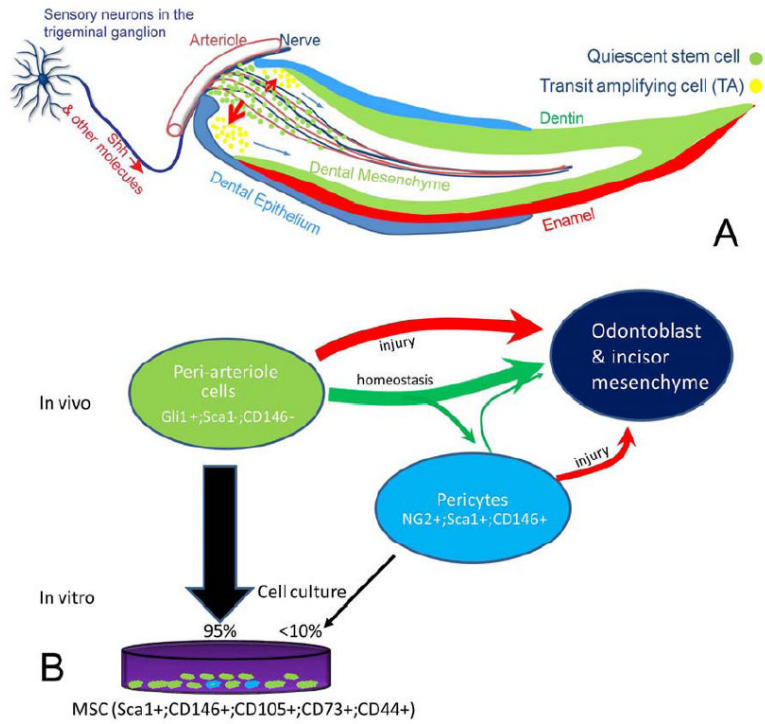 Sensory neurons in the
trigeminal ganglion
Arteriole
Nerve
Quiescent stem cell
Transit amplifying cell (TA)
Shh
& other molecules
Dentin
Dental Mesenchyme
Dental Epithelium
Enamel
A
injury
Odontoblast
& incisor
mesenchyme
Peri-arteriole
cells
Gli1+;Sca1-;CD146-
homeostasis
In vivo
injury
Pericytes
NG2+;Sca1+;CD146+
In vitro
Cell culture
95%
<10%
B
MSC (Sca1+;CD146+;CD105+;CD73+;CD44+)